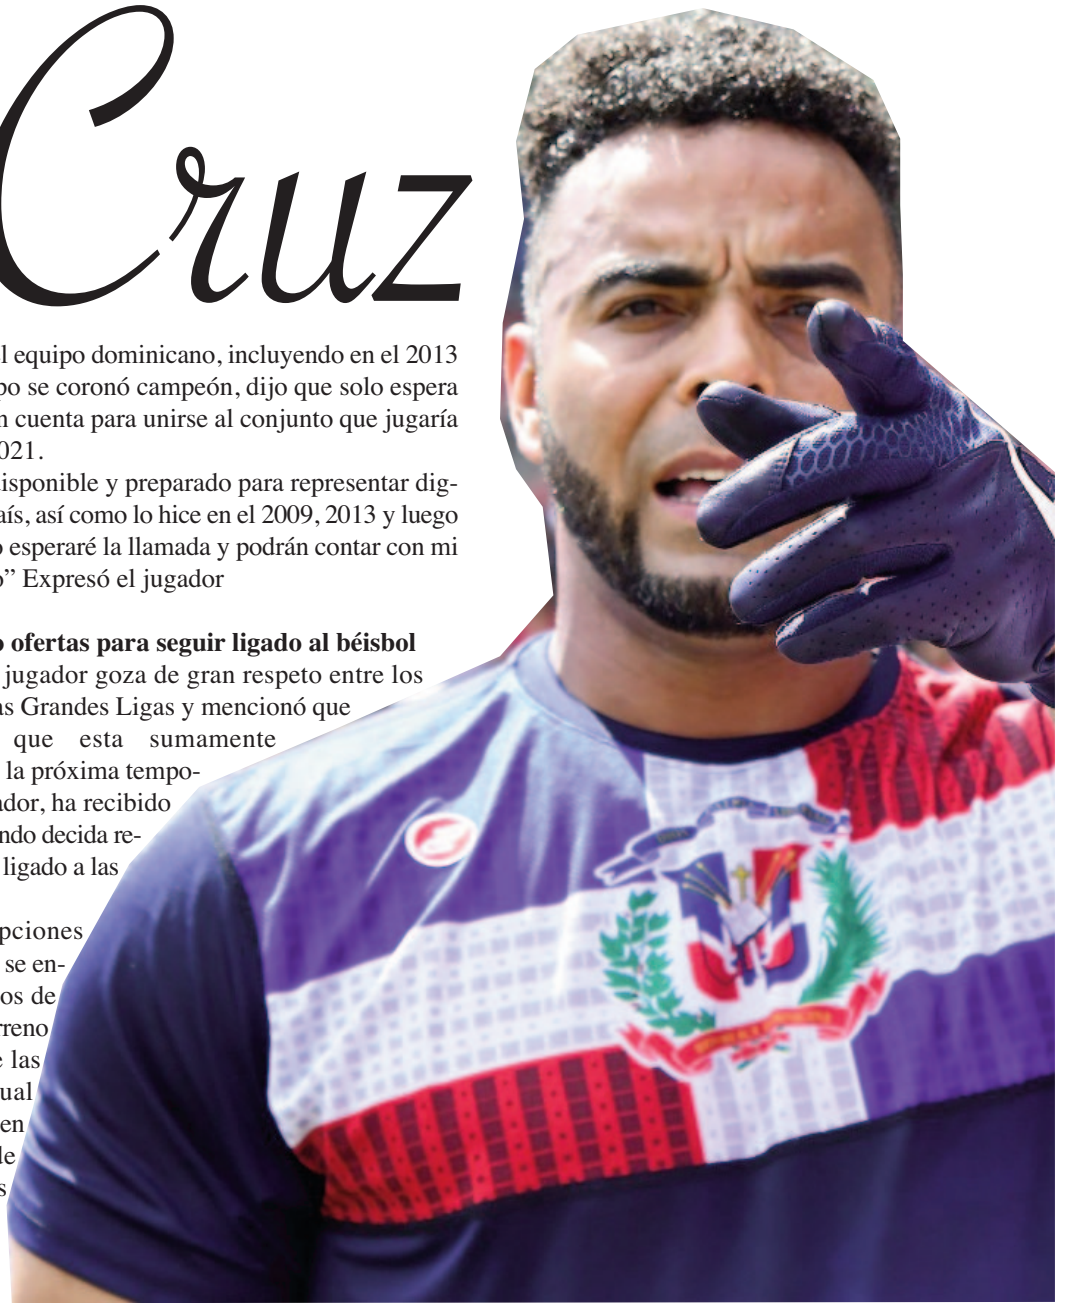 Cruz
l equipo dominicano, incluyendo en el 2013
po se coronó campeón, dijo que solo espera
n cuenta para unirse al conjunto que jugaría
021.
disponible y preparado para representar dig-
aís, así como lo hice en el 2009, 2013 y luego
o esperaré la llamada y podrán contar con mi
o” Expresó el jugador
o ofertas para seguir ligado al béisbol
jugador goza de gran respeto entre los
as Grandes Ligas y mencionó que
que esta sumamente
la próxima tempo-
ador, ha recibido
ndo decida re-
ligado a las
pciones
se en-
os de
rreno
e las
ual
en
de
s